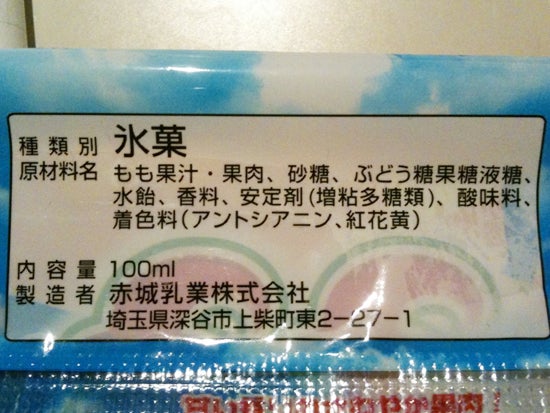 種類別 氷菓
原材料名 もも果汁・果肉、砂糖、ぶどう糖果糖液糖、
水飴、香料、安定剤(増粘多糖類)、酸味料、
着色料(アントシアニン、紅花黄)
内容量 100ml
製造者 赤城乳業株式会社
埼玉県深谷市上柴町東2-27-1